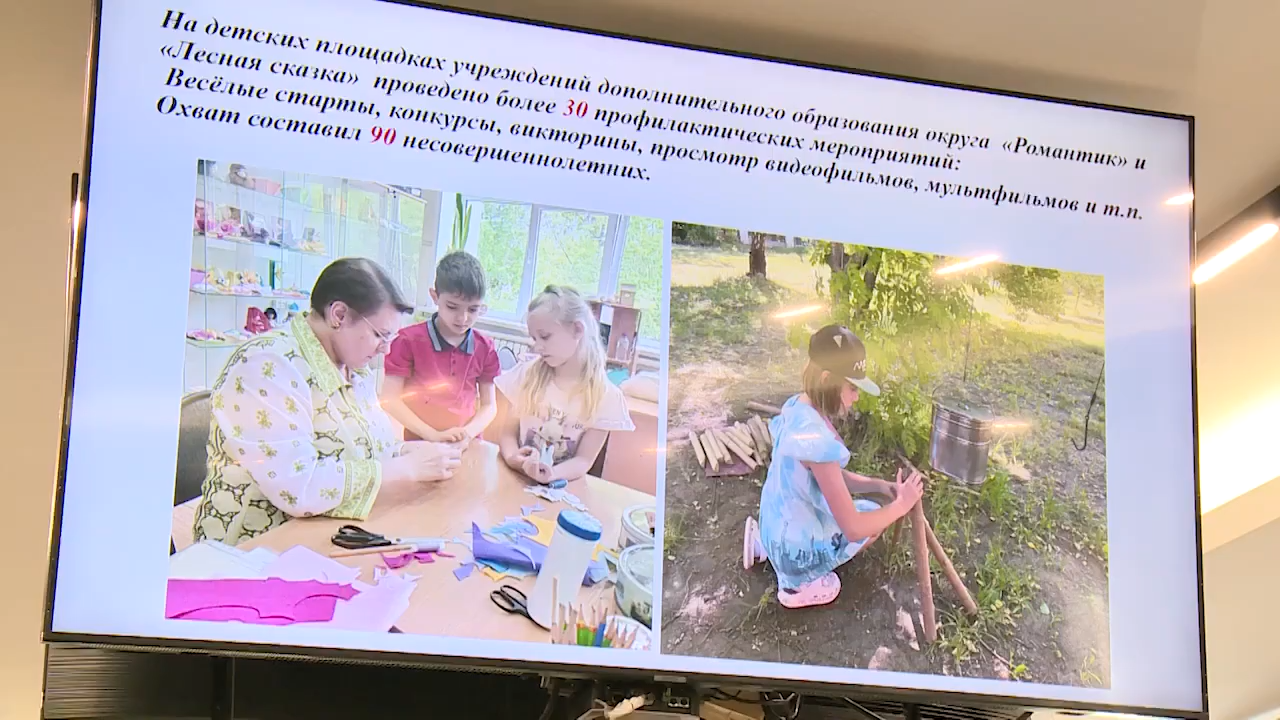 На детских площадках учреждений дополнительного образования округа «Романтик» и
«Лесная сказка» проведено более 30 профилактических мероприятий:
Весёлые старты, конкурсы, викторины, просмотр видеофильмов, мультфильмов и т.п.
Охват составил 90 несовершеннолетних.